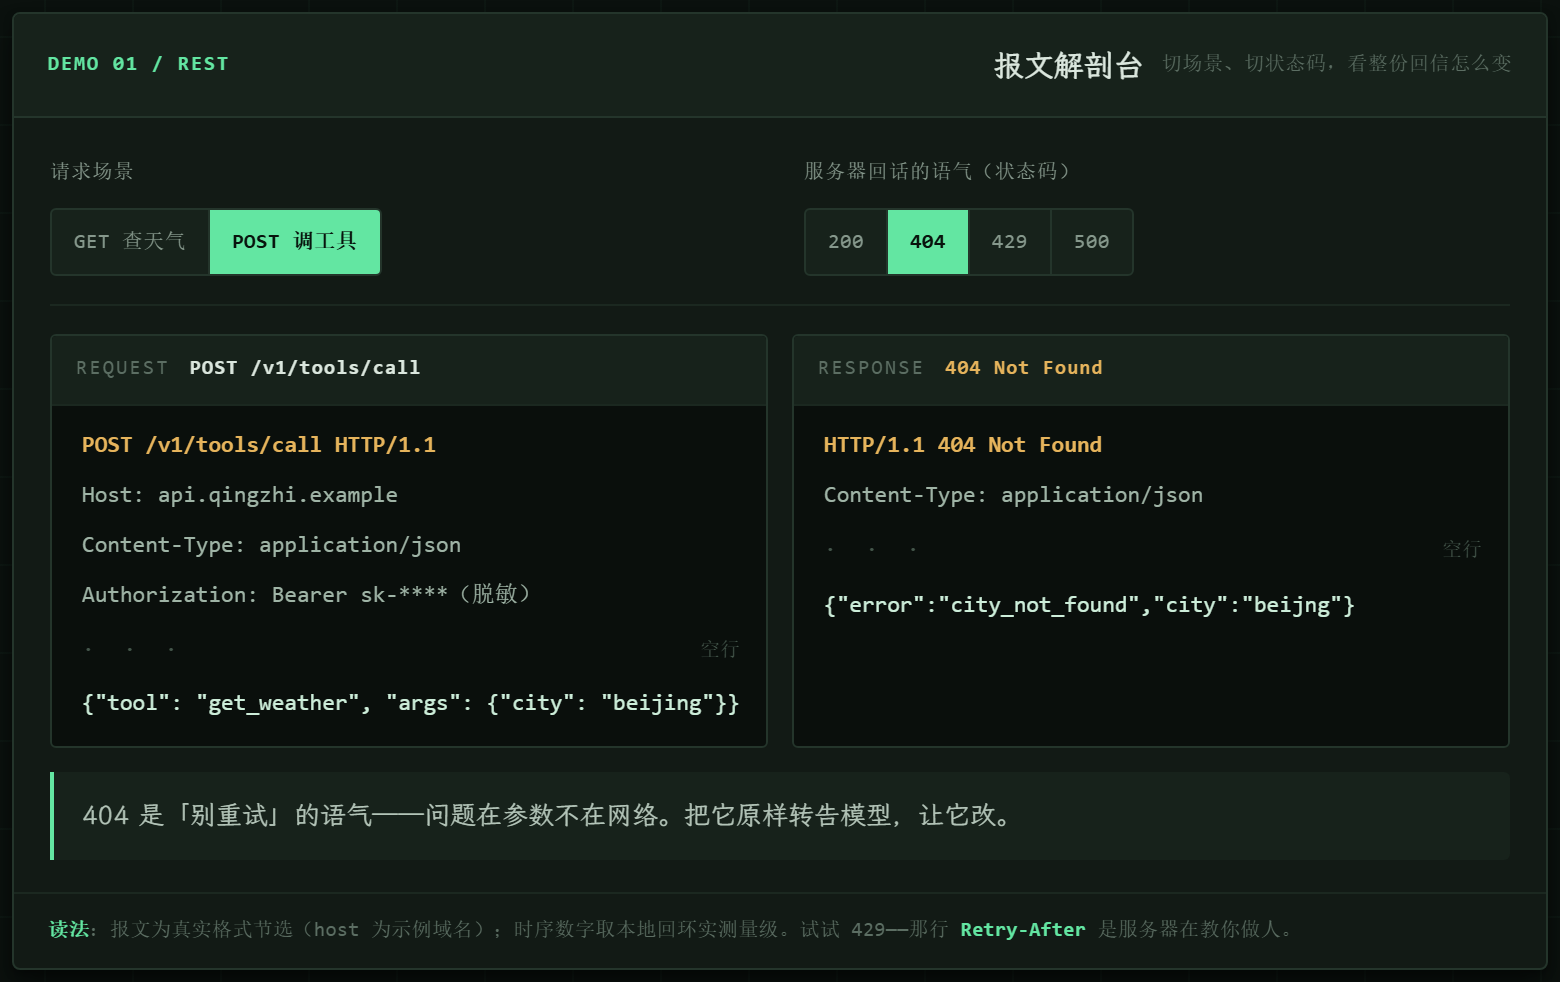 DEMO 01 / REST
报文解剖台 切场景、切状态码，看整份回信怎么变
请求场景
GET 查天气 POST 调工具
服务器回话的语气（状态码）
200 404 429 500
REQUEST POST /v1/tools/call
POST /v1/tools/call HTTP/1.1
Host: api.qingzhi.example
Content-Type: application/json
Authorization: Bearer sk-****（脱敏）
· · · 空行
{"tool": "get_weather", "args": {"city": "beijing"}}
RESPONSE 404 Not Found
HTTP/1.1 404 Not Found
Content-Type: application/json
· · · 空行
{"error":"city_not_found","city":"beijng"}
404 是「别重试」的语气——问题在参数不在网络。把它原样转告模型，让它改。
读法：报文为真实格式节选（host 为示例域名）；时序数字取本地回环实测量级。试试 429——那行 Retry-After 是服务器在教你做人。